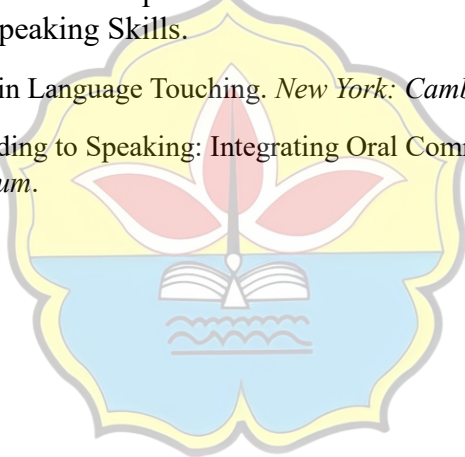 peaking Skills.
in Language Touching. New York: Camb
ding to Speaking: Integrating Oral Comm
um.